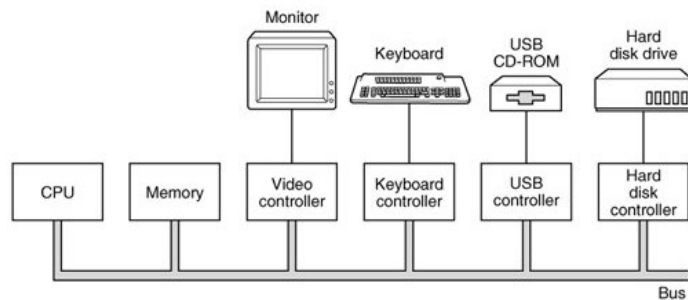 Monitor
Keyboard
USB
CD-ROM
Hard
disk drive
CPU
Memory
Video
controller
Keyboard
controller
USB
controller
Hard
disk
controller
Bus